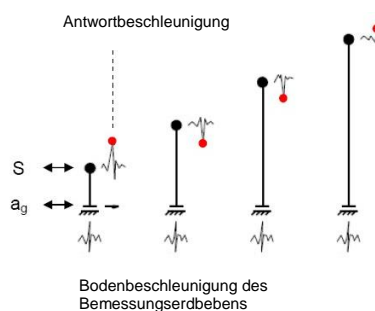 Antwortbeschleunigung
S
ag
Bodenbeschleunigung des
Bemessungserdbebens